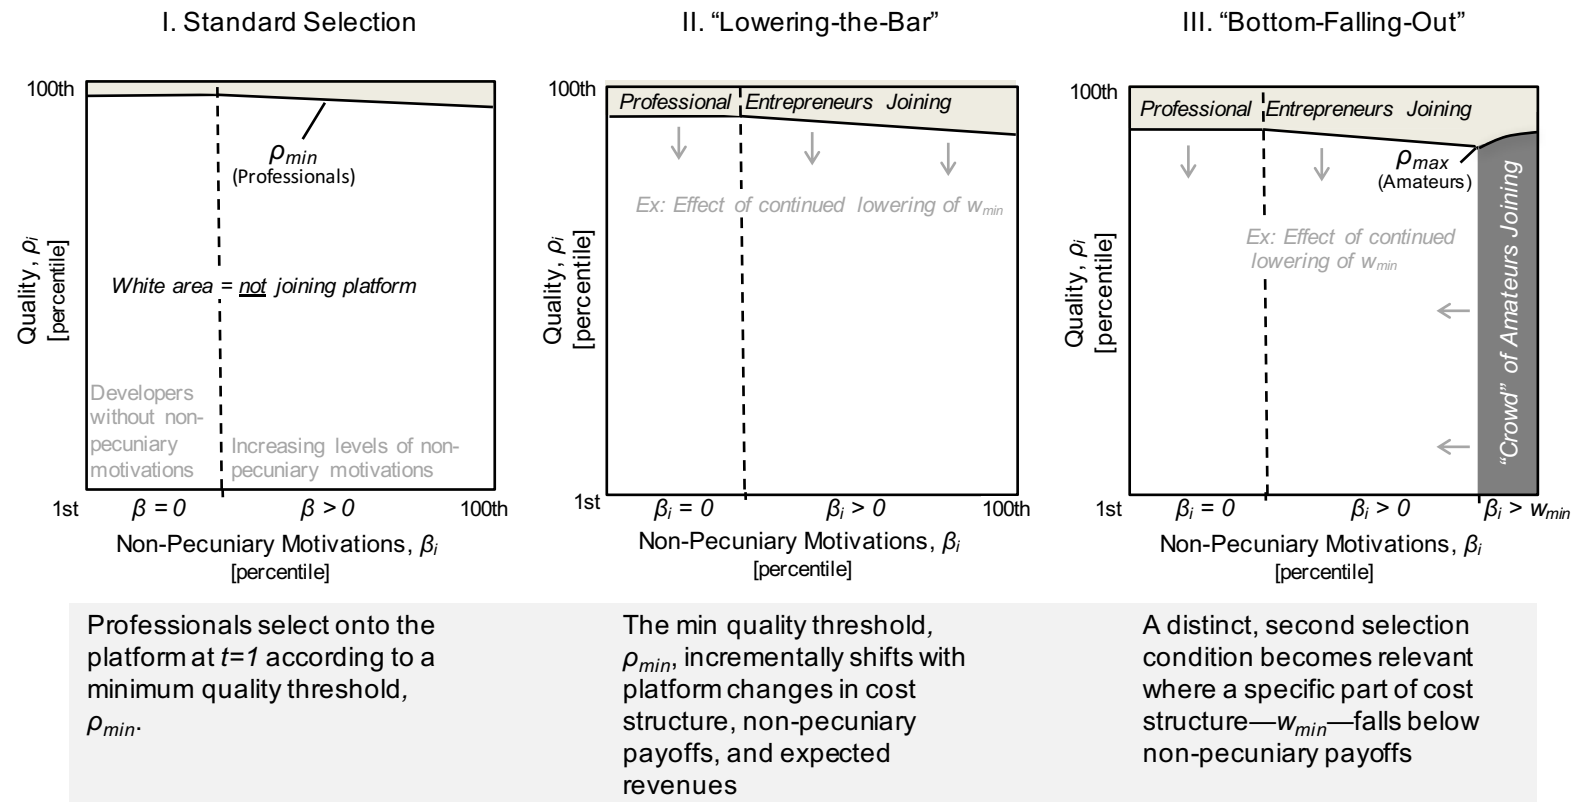 I. Standard Selection
100th
ρmin
(Professionals)
White area = not joining platform
Developers
without non-
pecuniary
motivations
Increasing levels of non-
pecuniary motivations
Quality, ρi
[percentile]
1st
β = 0
β > 0
100th
Non-Pecuniary Motivations, βi
[percentile]
Professionals select onto the
platform at t=1 according to a
minimum quality threshold,
ρmin.
II. “Lowering-the-Bar”
100th
Professional Entrepreneurs Joining
Ex: Effect of continued lowering of wmin
Quality, ρi
[percentile]
1st
βi = 0
βi > 0
100th
Non-Pecuniary Motivations, βi
[percentile]
The min quality threshold,
ρmin, incrementally shifts with
platform changes in cost
structure, non-pecuniary
payoffs, and expected
revenues
III. “Bottom-Falling-Out”
100th
Professional Entrepreneurs Joining
ρmax
(Amateurs)
Ex: Effect of continued
lowering of wmin
“Crowd” of Amateurs Joining
Quality, ρi
[percentile]
1st
βi = 0
βi > 0
βi > wmin
Non-Pecuniary Motivations, βi
[percentile]
A distinct, second selection
condition becomes relevant
where a specific part of cost
structure—wmin—falls below
non-pecuniary payoffs